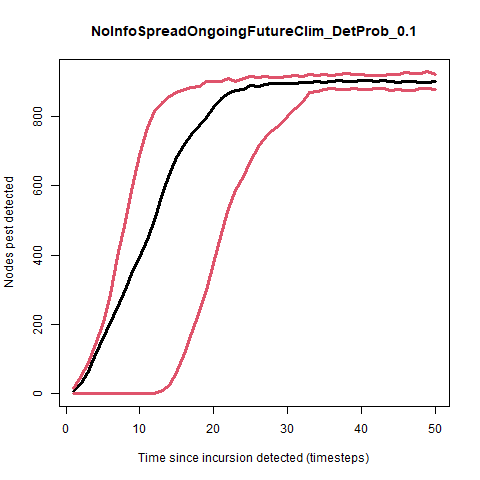 NoInfoSpreadOngoingFutureClim_DetProb_0.1
Nodes pest detected
800
600
400
200
0
0 10 20 30 40 50
Time since incursion detected (timesteps)